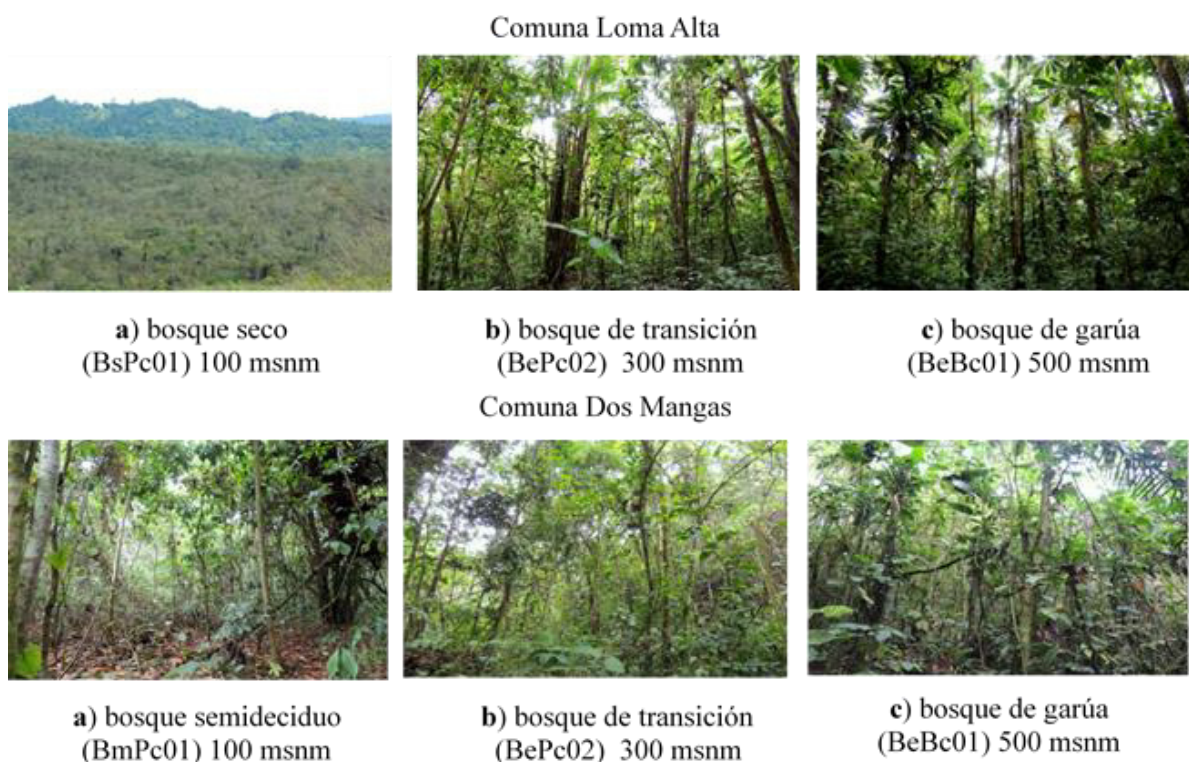 Comuna Loma Alta
a) bosque seco
(BsPc01) 100 msnm
b) bosque de transición
(BePc02) 300 msnm
c) bosque de garúa
(BeBc01) 500 msnm
Comuna Dos Mangas
a) bosque semideciduo
(BmPc01) 100 msnm
b) bosque de transición
(BePc02) 300 msnm
c) bosque de garúa
(BeBc01) 500 msnm